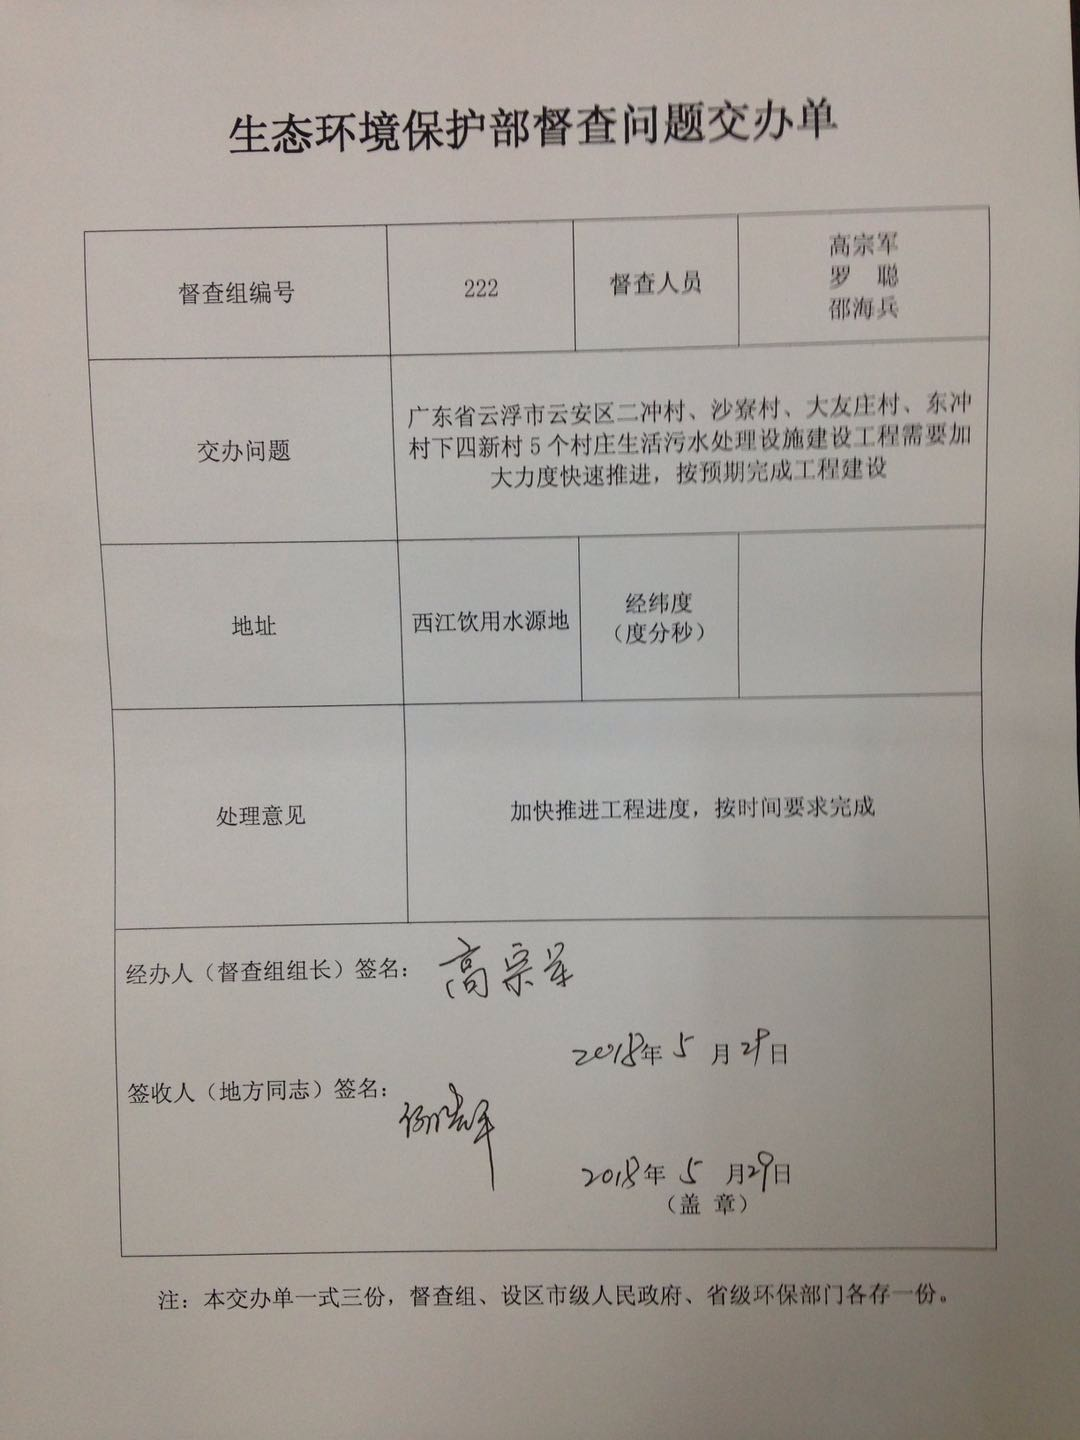 生态环境保护部督查问题交办单
督查组编号
222
督查人员
高宗军
罗 聪
邵海兵
交办问题
广东省云浮市云安区二冲村、沙寮村、大友庄村、东冲
村下四新村5个村庄生活污水处理设施建设工程需要加
大力度快速推进，按预期完成工程建设
地址
西江饮用水源地
经纬度
（度分秒）
处理意见
加快推进工程进度，按时间要求完成
经办人（督查组组长）签名：高宗军
2018年5月29日
签收人（地方同志）签名：
2018年5月29日
（盖 章）
注：本交办单一式三份，督查组、设区市级人民政府、省级环保部门各存一份。